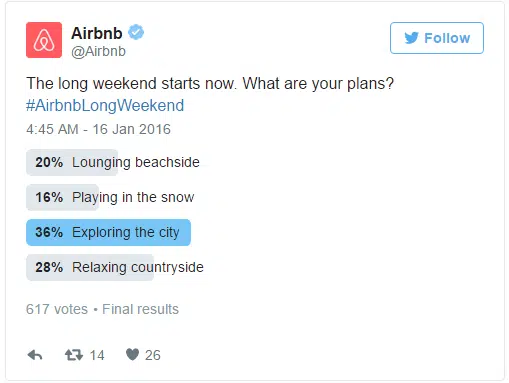 Airbnb
@Airbnb
Follow
The long weekend starts now. What are your plans?
#AirbnbLongWeekend
4:45 AM - 16 Jan 2016
20% Lounging beachside
16% Playing in the snow
36% Exploring the city
28% Relaxing countryside
617 votes • Final results
14 26